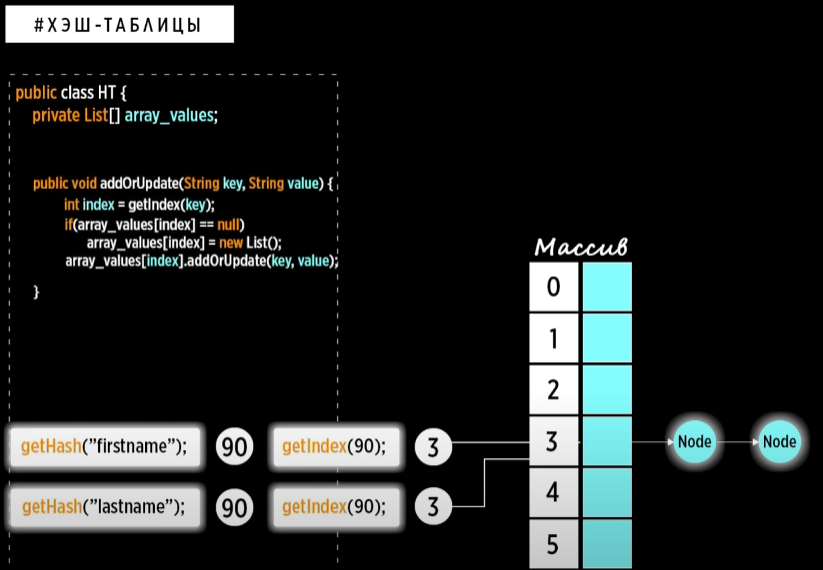 #ХЭШ-ТАБЛИЦЫ
public class HT {
private List[] array_values;
public void addOrUpdate(String key, String value) {
int index = getIndex(key);
if(array_values[index] == null)
array_values[index] = new List();
array_values[index].addOrUpdate(key, value);
}
Массив
0
1
2
3
4
5
getHash("firstname");
90
getIndex(90);
3
Node
Node
getHash("lastname");
90
getIndex(90);
3